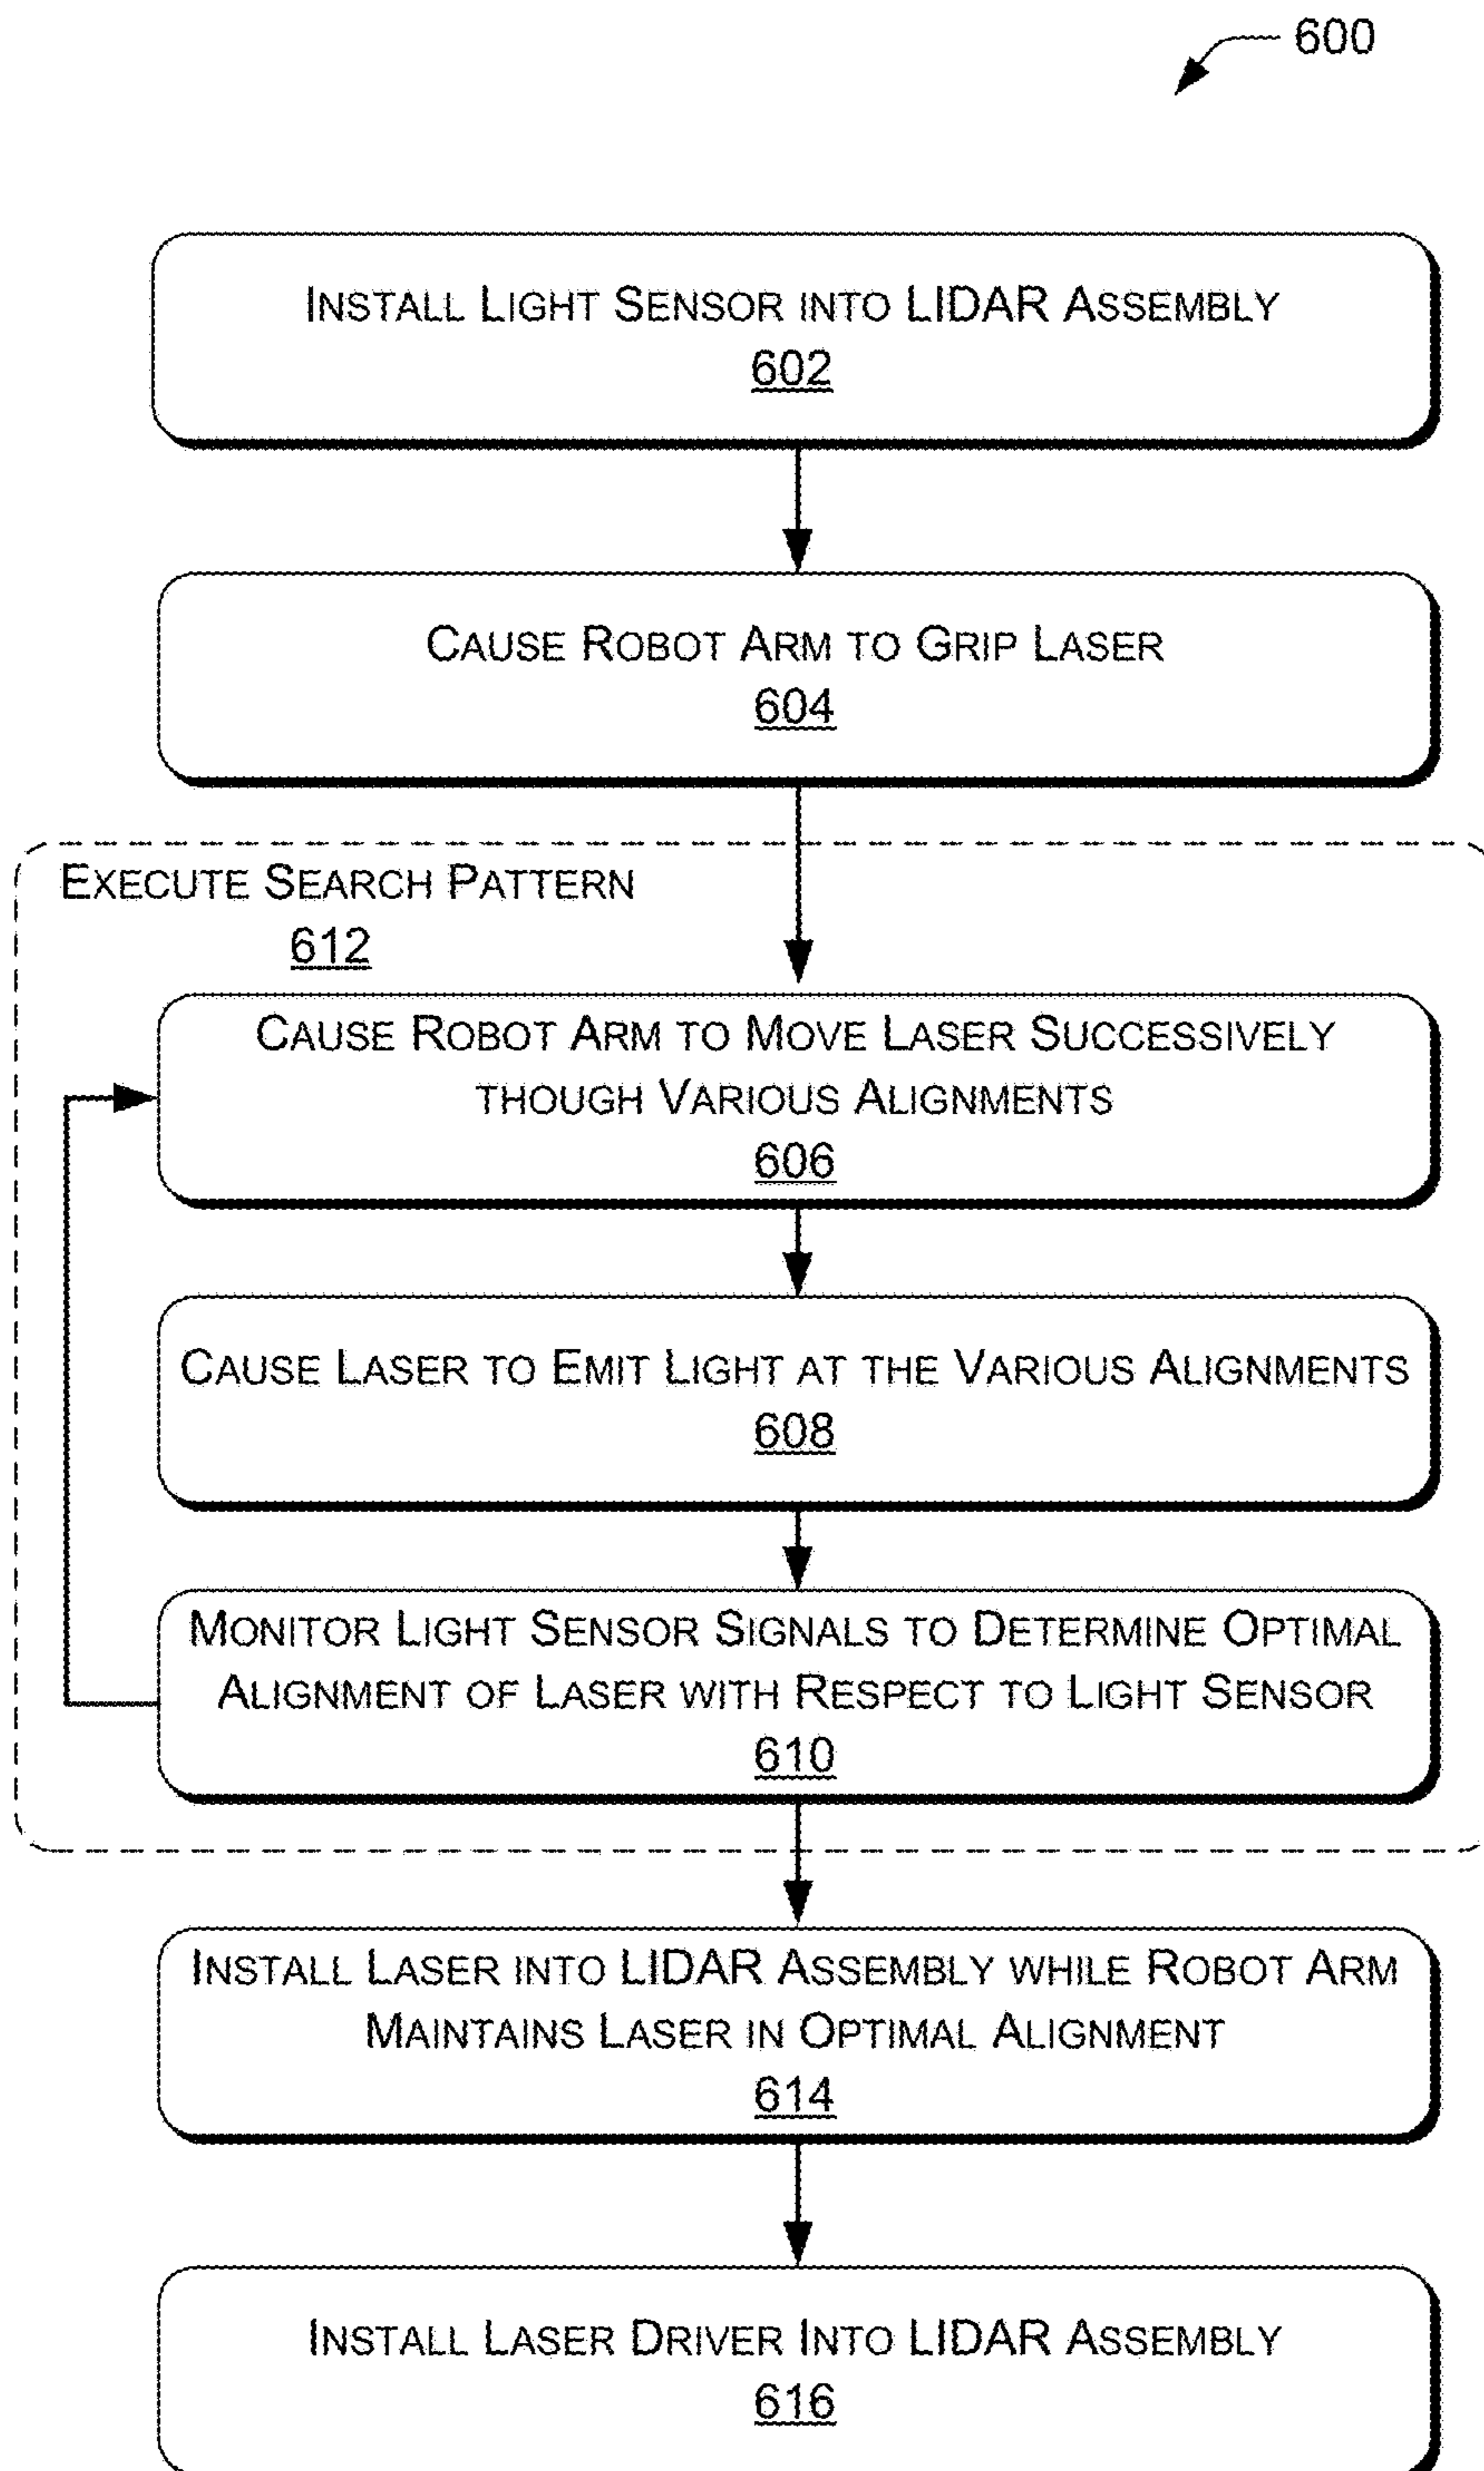 600
INSTALL LIGHT SENSOR INTO LIDAR ASSEMBLY
602
CAUSE ROBOT ARM TO GRIP LASER
604
EXECUTE SEARCH PATTERN
612
CAUSE ROBOT ARM TO MOVE LASER SUCCESSIVELY
THOUGH VARIOUS ALIGNMENTS
606
CAUSE LASER TO EMIT LIGHT AT THE VARIOUS ALIGNMENTS
608
MONITOR LIGHT SENSOR SIGNALS TO DETERMINE OPTIMAL
ALIGNMENT OF LASER WITH RESPECT TO LIGHT SENSOR
610
INSTALL LASER INTO LIDAR ASSEMBLY WHILE ROBOT ARM
MAINTAINS LASER IN OPTIMAL ALIGNMENT
614
INSTALL LASER DRIVER INTO LIDAR ASSEMBLY
616